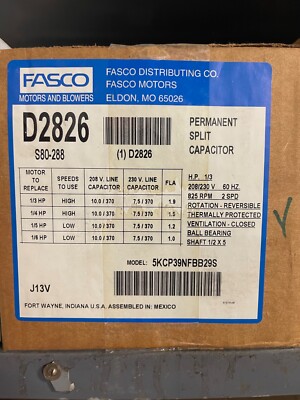 FASCO
MOTORS AND BLOWERS
FASCO DISTRIBUTING CO.
FASCO MOTORS
ELDON, MO 65026
D2826
S80-288
(1) D2826
PERMANENT
SPLIT
CAPACITOR
MOTOR TO REPLACE SPEEDS TO USE 208 V. LINE CAPACITOR 230 V. LINE CAPACITOR FLA
1/3 HP HIGH 10.0 / 370 7.5 / 370 1.9
1/4 HP HIGH 10.0 / 370 7.5 / 370 1.5
1/5 HP LOW 10.0 / 370 7.5 / 370 1.2
1/6 HP LOW 10.0 / 370 7.5 / 370 1.0
H.P. 1/3
208/230 V 60 HZ.
825 RPM 2 SPD
ROTATION - REVERSIBLE
THERMALLY PROTECTED
VENTILATION - CLOSED
BALL BEARING
SHAFT 1/2 X 5
MODEL: 5KCP39NFBB29S
J13V
FORT WAYNE, INDIANA U.S.A. ASSEMBLED IN: MEXICO